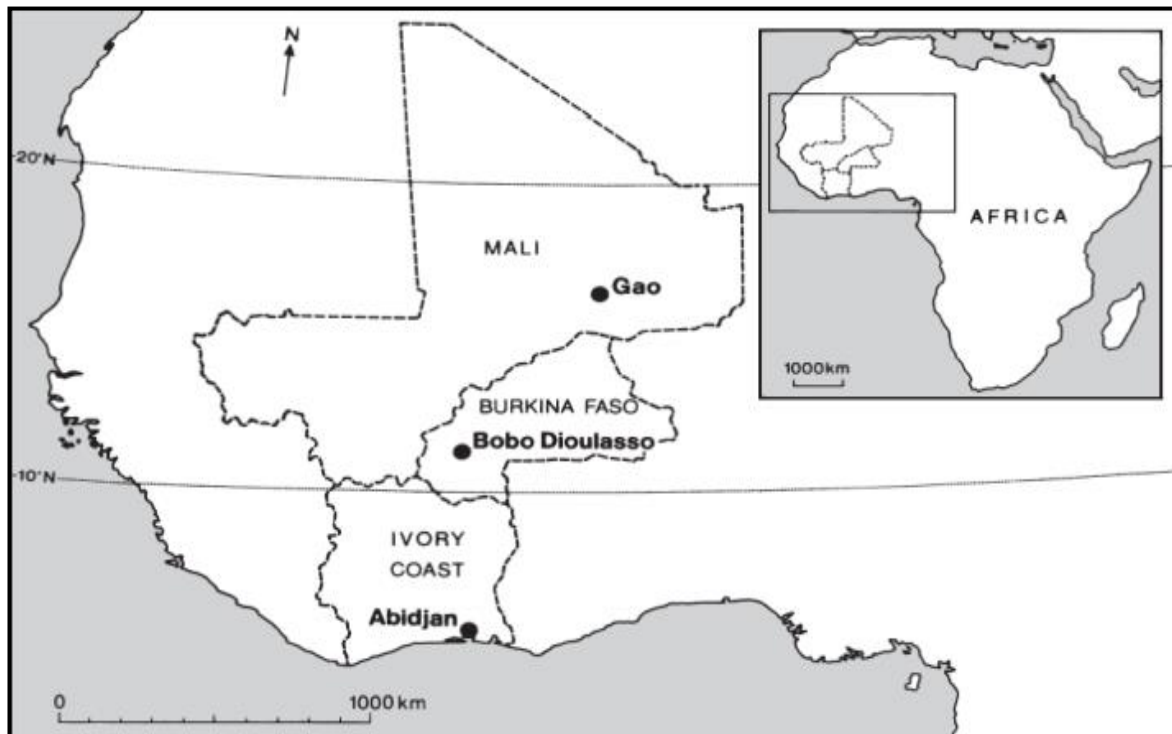 N
20°N
MALI
Gao
BURKINA FASO
Bobo Dioulasso
10°N
IVORY
COAST
Abidjan
0 1000 km
AFRICA
1000km